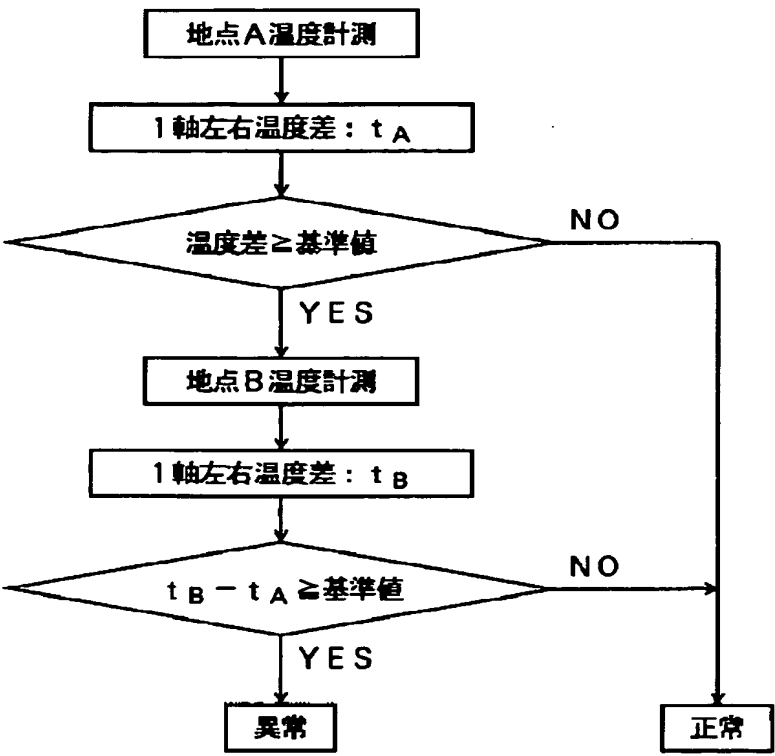 地点A温度計測
1軸左右温度差：tA
温度差≧基準値
NO
YES
地点B温度計測
1軸左右温度差：tB
tB－tA≧基準値
NO
YES
異常
正常